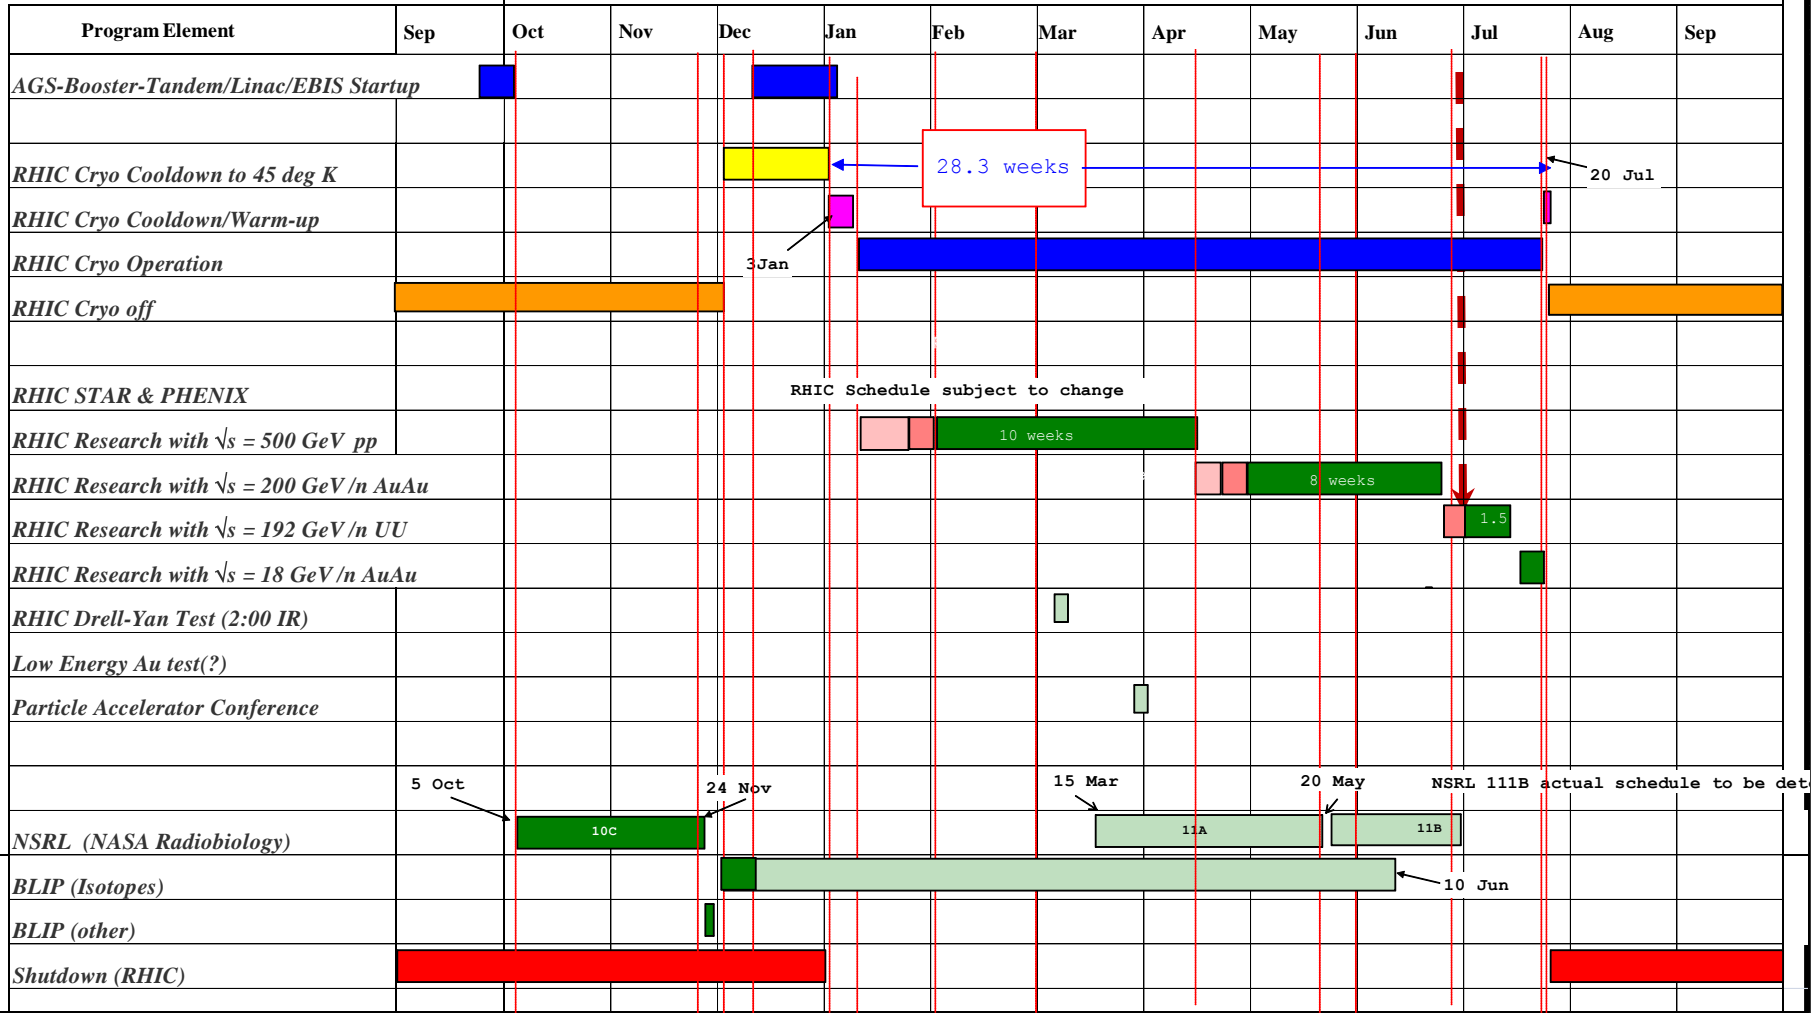 Program Element Sep Oct Nov Dec Jan Feb Mar Apr May Jun Jul Aug Sep
AGS-Booster-Tandem/Linac/EBIS Startup
RHIC Cryo Cooldown to 45 deg K
28.3 weeks
20 Jul
RHIC Cryo Cooldown/Warm-up
RHIC Cryo Operation
3Jan
RHIC Cryo off
RHIC STAR & PHENIX
RHIC Schedule subject to change
RHIC Research with √s = 500 GeV pp
10 weeks
RHIC Research with √s = 200 GeV/n AuAu
8 weeks
RHIC Research with √s = 192 GeV/n UU
1.5
RHIC Research with √s = 18 GeV/n AuAu
RHIC Drell-Yan Test (2:00 IR)
Low Energy Au test(?)
Particle Accelerator Conference
5 Oct
24 Nov
15 Mar
20 May
NSRL 111B actual schedule to be det
NSRL (NASA Radiobiology)
10C
11A
11B
BLIP (Isotopes)
10 Jun
BLIP (other)
Shutdown (RHIC)